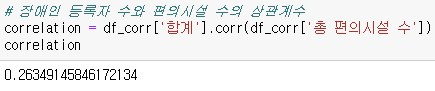 # 장애인 등록자 수와 편의시설 수의 상관계수
correlation = df_corr['합계'].corr(df_corr['총 편의시설 수'])
correlation
0.26349145846172134